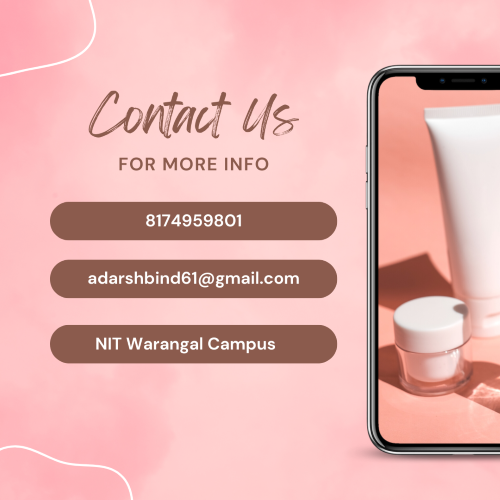 Contact Us
FOR MORE INFO
8174959801
adarshbind61@gmail.com
NIT Warangal Campus